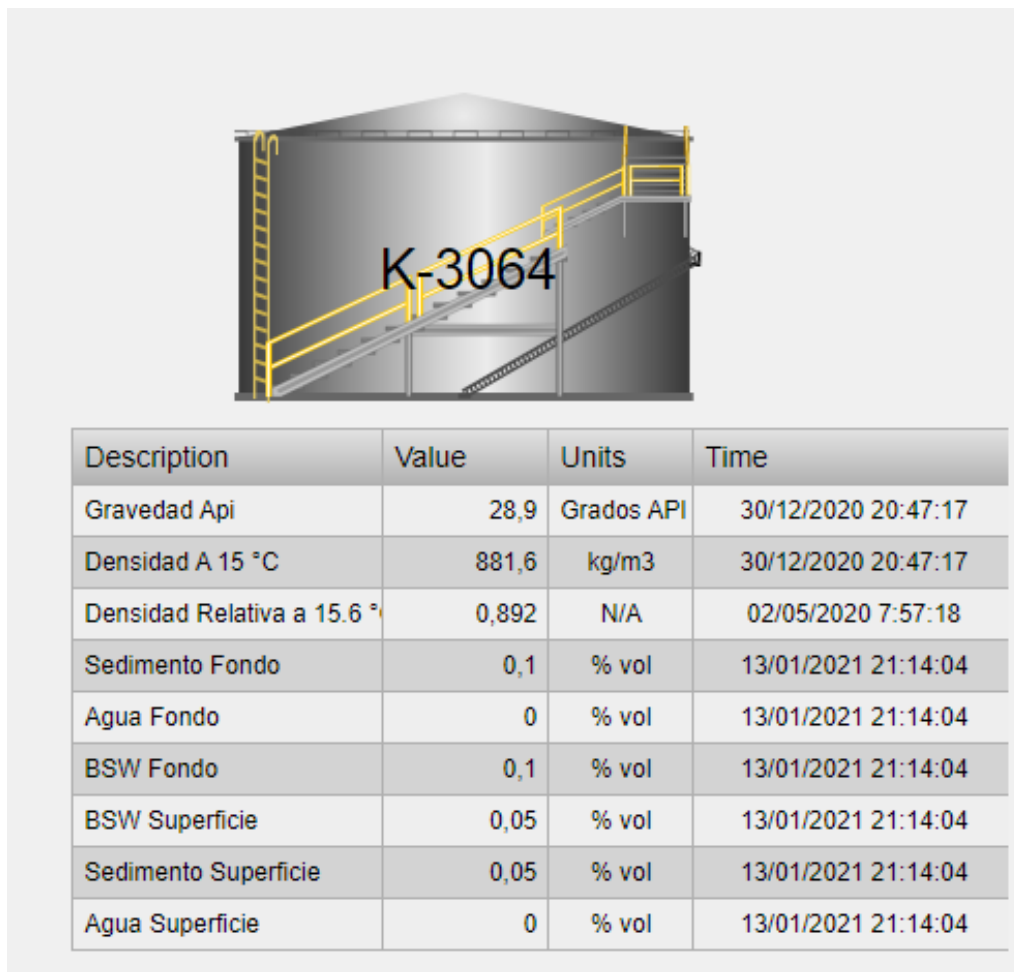 K-3064
Description Value Units Time
Gravedad Api 28,9 Grados API 30/12/2020 20:47:17
Densidad A 15 °C 881,6 kg/m3 30/12/2020 20:47:17
Densidad Relativa a 15.6 ° 0,892 N/A 02/05/2020 7:57:18
Sedimento Fondo 0,1 % vol 13/01/2021 21:14:04
Agua Fondo 0 % vol 13/01/2021 21:14:04
BSW Fondo 0,1 % vol 13/01/2021 21:14:04
BSW Superficie 0,05 % vol 13/01/2021 21:14:04
Sedimento Superficie 0,05 % vol 13/01/2021 21:14:04
Agua Superficie 0 % vol 13/01/2021 21:14:04